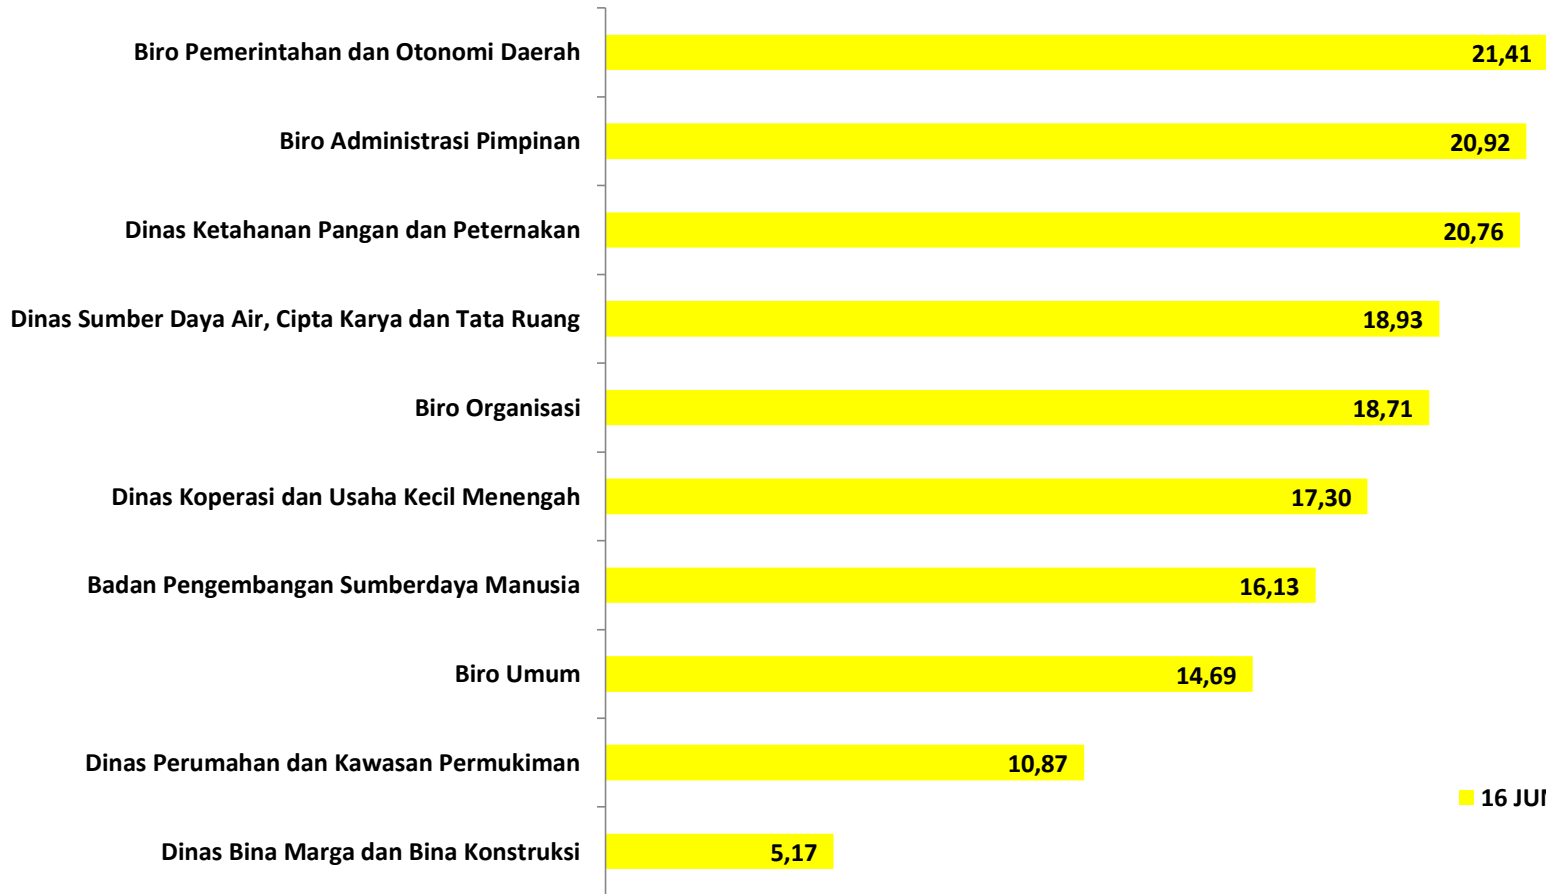 Biro Pemerintahan dan Otonomi Daerah 21,41
Biro Administrasi Pimpinan 20,92
Dinas Ketahanan Pangan dan Peternakan 20,76
Dinas Sumber Daya Air, Cipta Karya dan Tata Ruang 18,93
Biro Organisasi 18,71
Dinas Koperasi dan Usaha Kecil Menengah 17,30
Badan Pengembangan Sumberdaya Manusia 16,13
Biro Umum 14,69
Dinas Perumahan dan Kawasan Permukiman 10,87
16
Dinas Bina Marga dan Bina Konstruksi 5,17